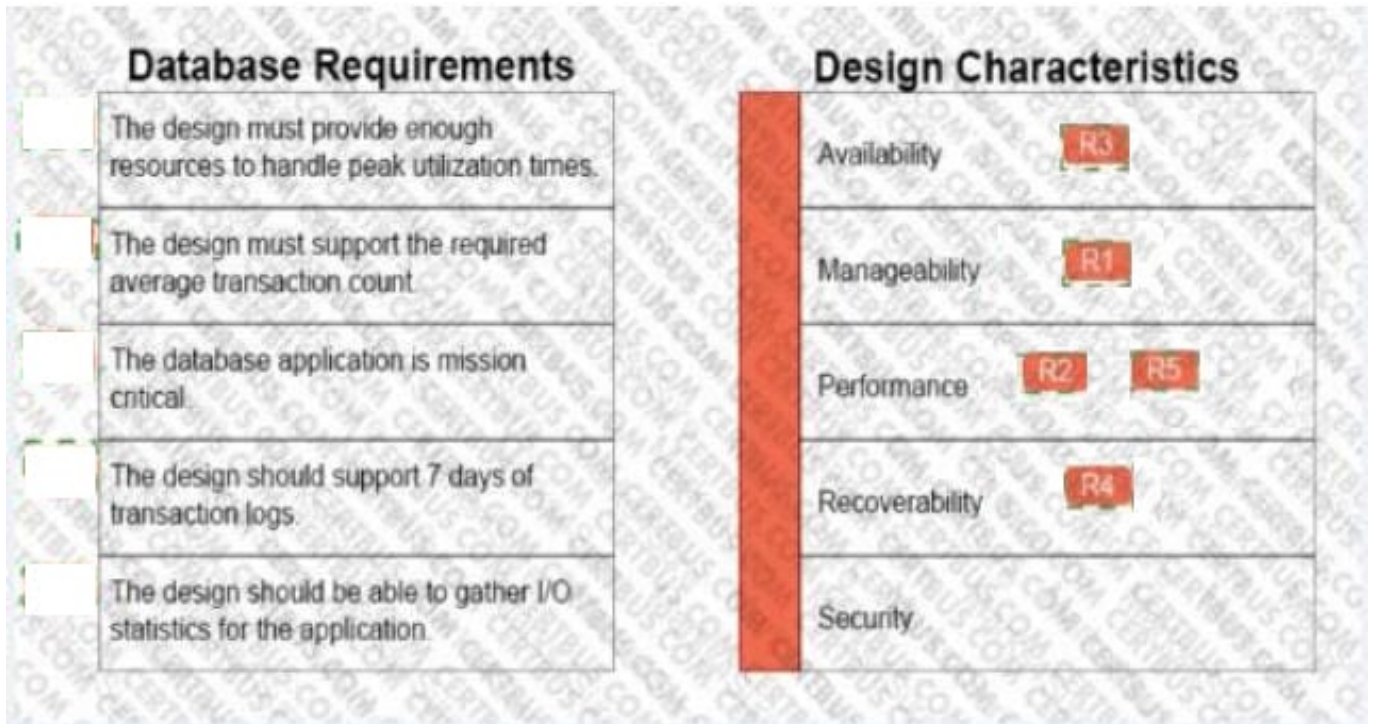 Database Requirements
The design must provide enough
resources to handle peak utilization times.
The design must support the required
average transaction count
The database application is mission
critical.
The design should support 7 days of
transaction logs.
The design should be able to gather I/O
statistics for the application.
Design Characteristics
Availability R3
Manageability R1
Performance R2 R5
Recoverability R4
Security